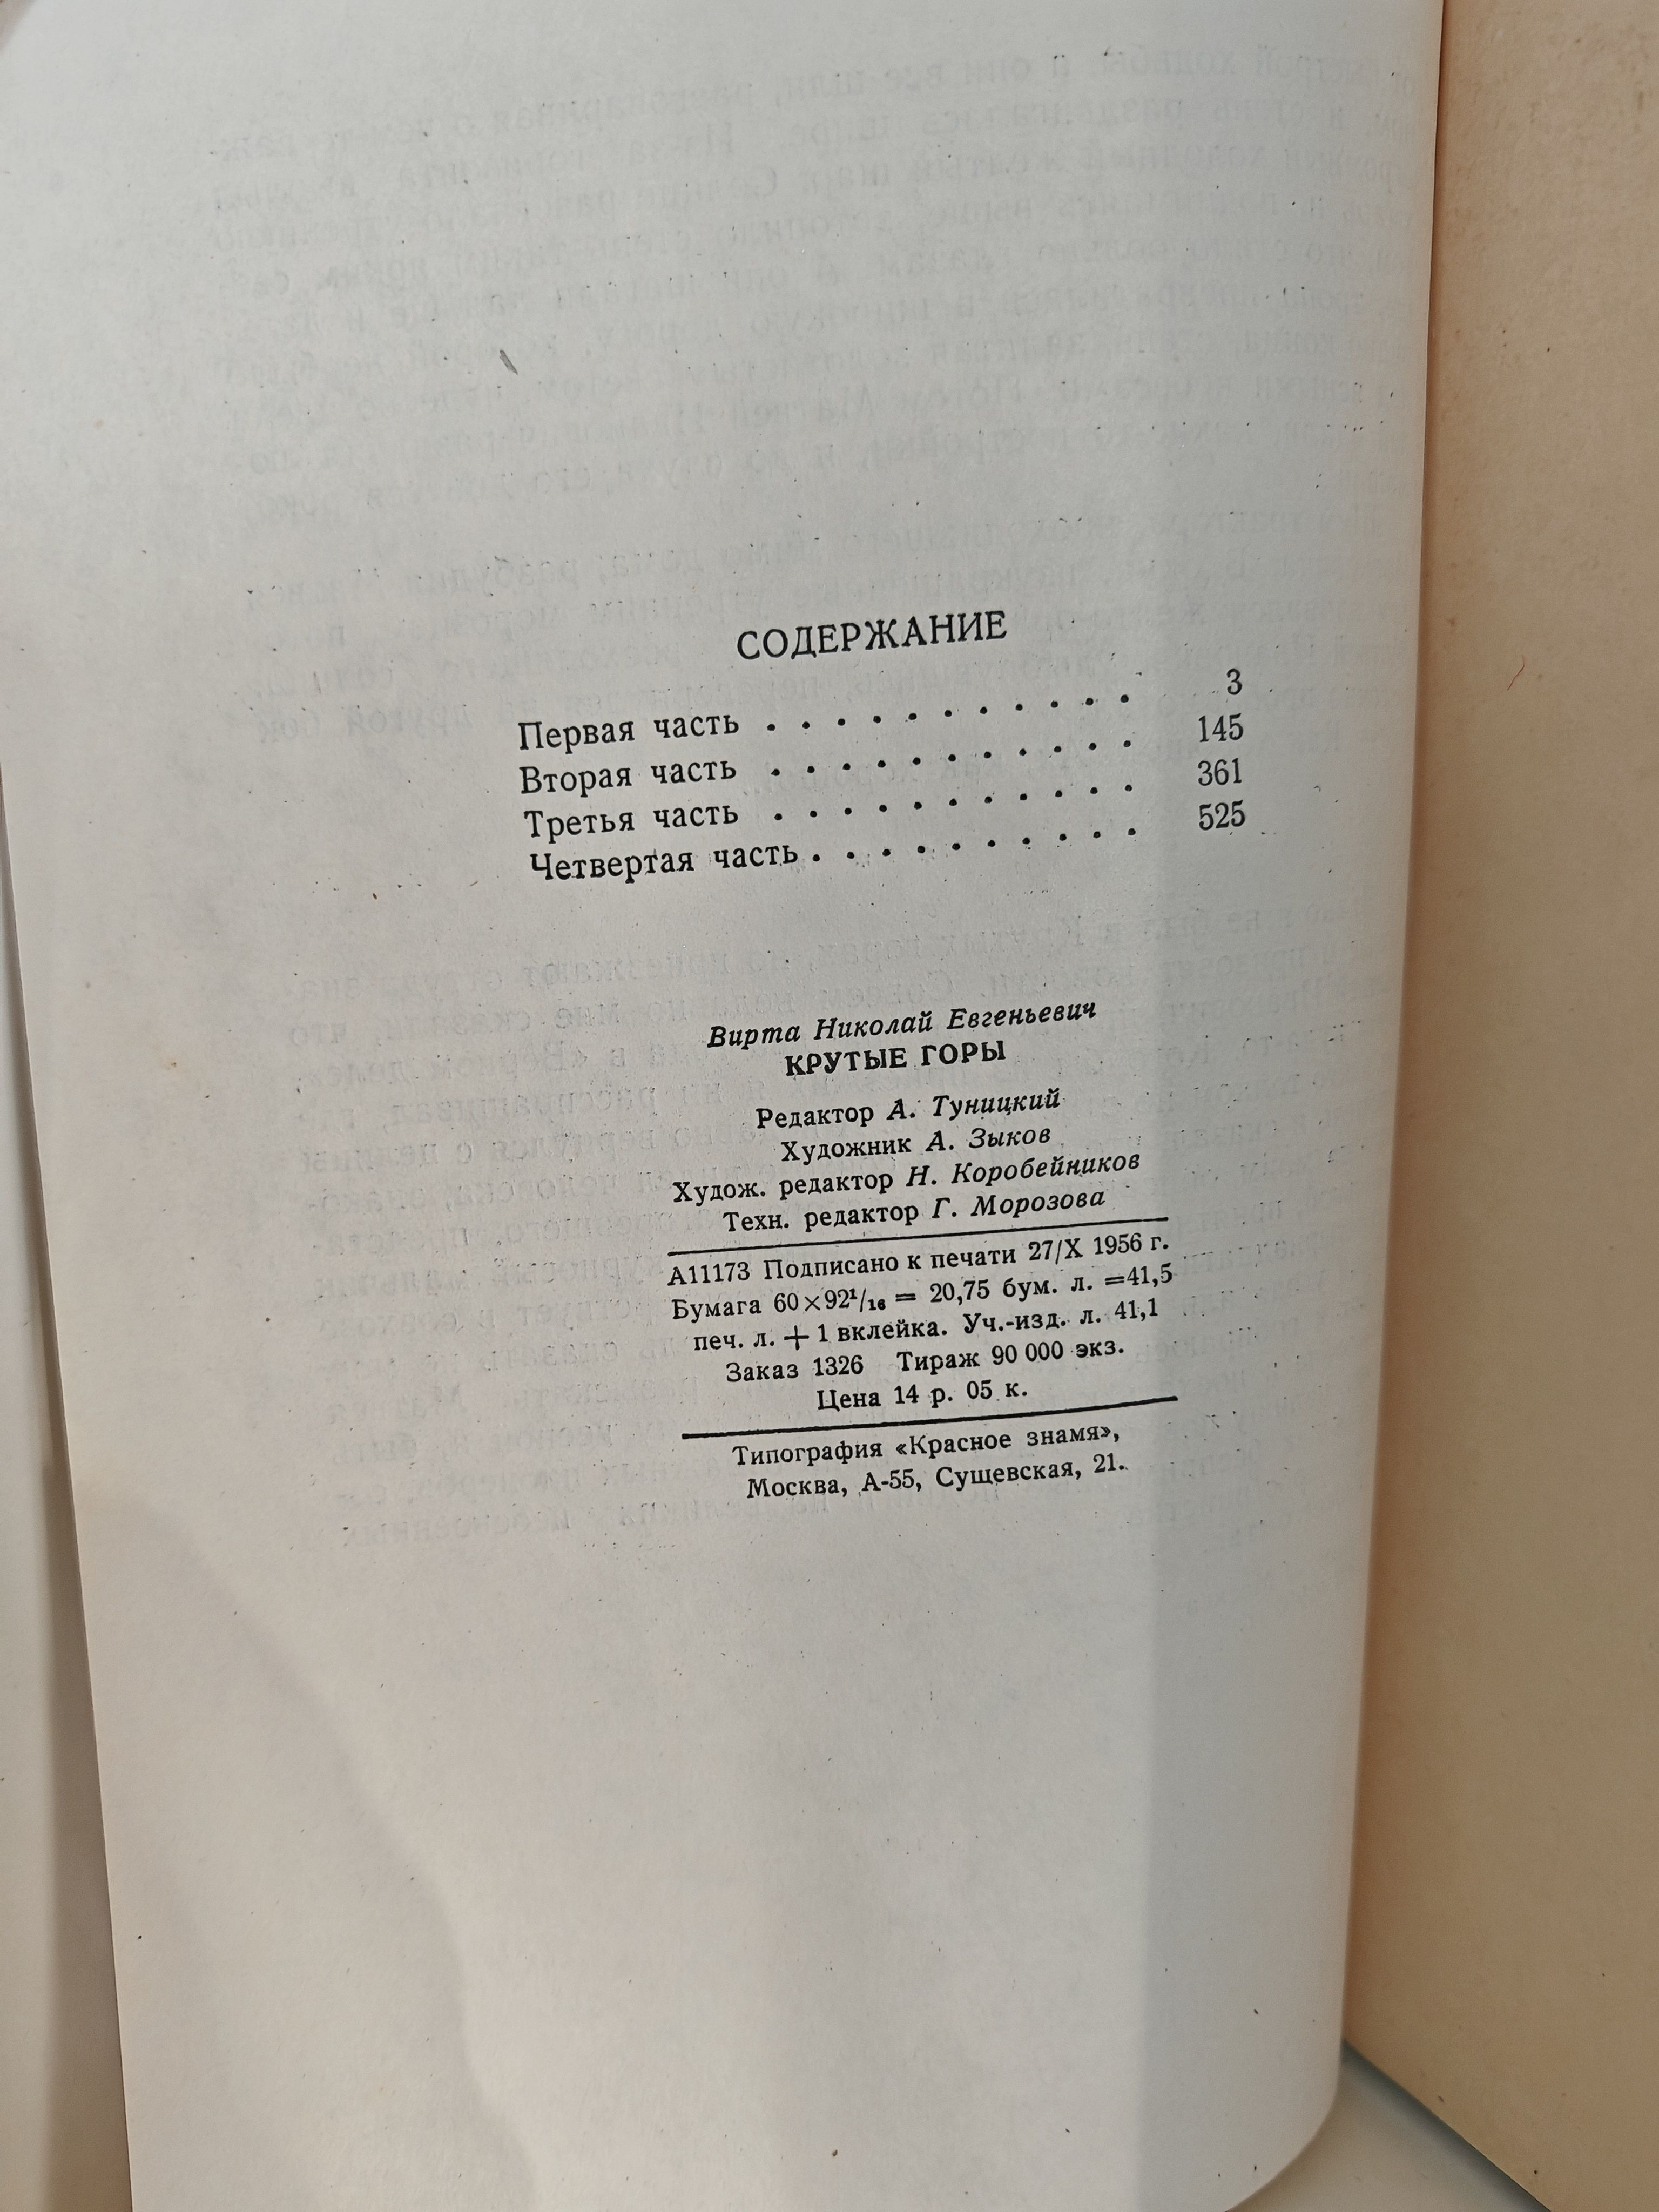 СОДЕРЖАНИЕ
Первая часть . . . . . . . . . . . 3
Вторая часть . . . . . . . . . . . 145
Третья часть . . . . . . . . . . . 361
Четвертая часть . . . . . . . . . . 525
Вирта Николай Евгеньевич
КРУТЫЕ ГОРЫ
Редактор А. Туницкий
Художник А. Зыков
Худож. редактор Н. Коробейников
Техн. редактор Г. Морозова
А11173 Подписано к печати 27/X 1956 г.
Бумага 60×92¹/₁₆ = 20,75 бум. л. =41,5
печ. л. + 1 вклейка. Уч.-изд. л. 41,1
Заказ 1326 Тираж 90 000 экз.
Цена 14 р. 05 к.
Типография «Красное знамя»,
Москва, А-55, Сущевская, 21.